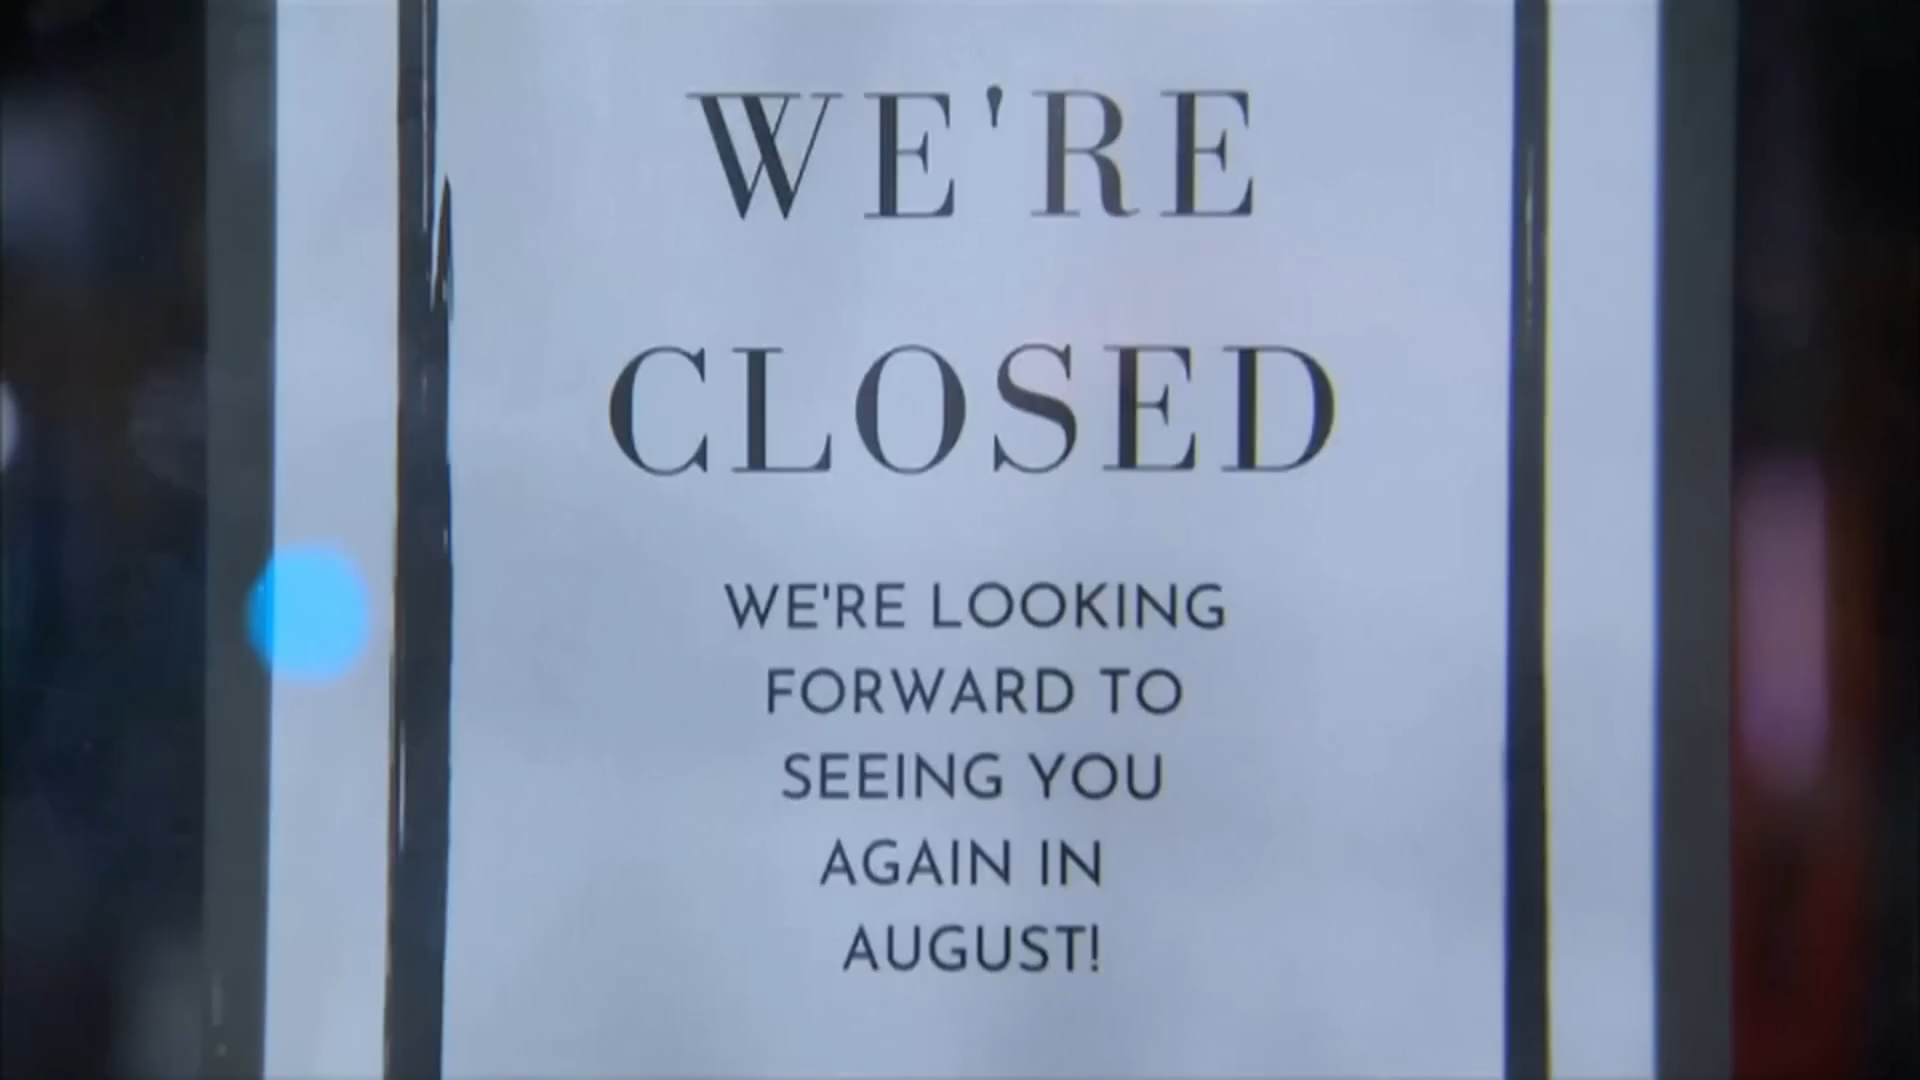 WE'RE
CLOSED
WE'RE LOOKING
FORWARD TO
SEEING YOU
AGAIN IN
AUGUST!